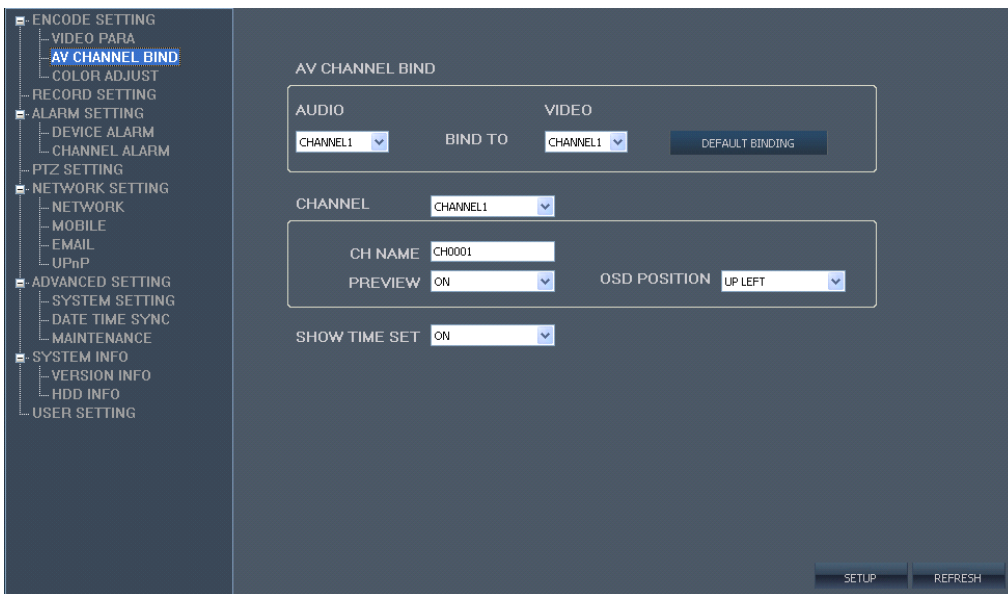 ENCODE SETTING
VIDEO PARA
AV CHANNEL BIND
COLOR ADJUST
RECORD SETTING
ALARM SETTING
DEVICE ALARM
CHANNEL ALARM
PTZ SETTING
NETWORK SETTING
NETWORK
MOBILE
EMAIL
UPnP
ADVANCED SETTING
SYSTEM SETTING
DATE TIME SYNC
MAINTENANCE
SYSTEM INFO
VERSION INFO
HDD INFO
USER SETTING
AV CHANNEL BIND
AUDIO VIDEO
CHANNEL1 BIND TO CHANNEL1 DEFAULT BINDING
CHANNEL CHANNEL1
CH NAME CH0001
PREVIEW ON OSD POSITION UP LEFT
SHOW TIME SET ON
SETUP REFRESH